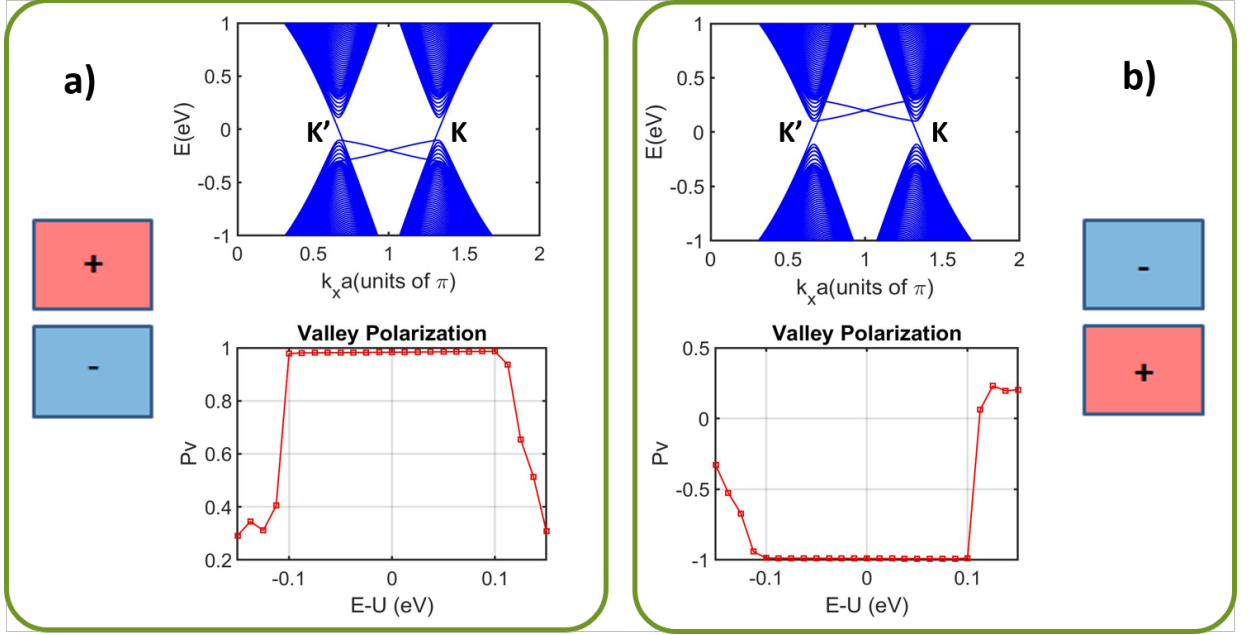 a)
E(eV)
1
0.5
0
-0.5
-1
K’
K
0
0.5
1
1.5
2
kₓa(units of π)
+
-
Valley Polarization
Pv
1
0.8
0.6
0.4
0.2
-0.1
0
0.1
E-U (eV)
b)
E(eV)
1
0.5
0
-0.5
-1
K’
K
0
0.5
1
1.5
2
kₓa(units of π)
-
+
Valley Polarization
Pv
0.5
0
-0.5
-1
-0.1
0
0.1
E-U (eV)